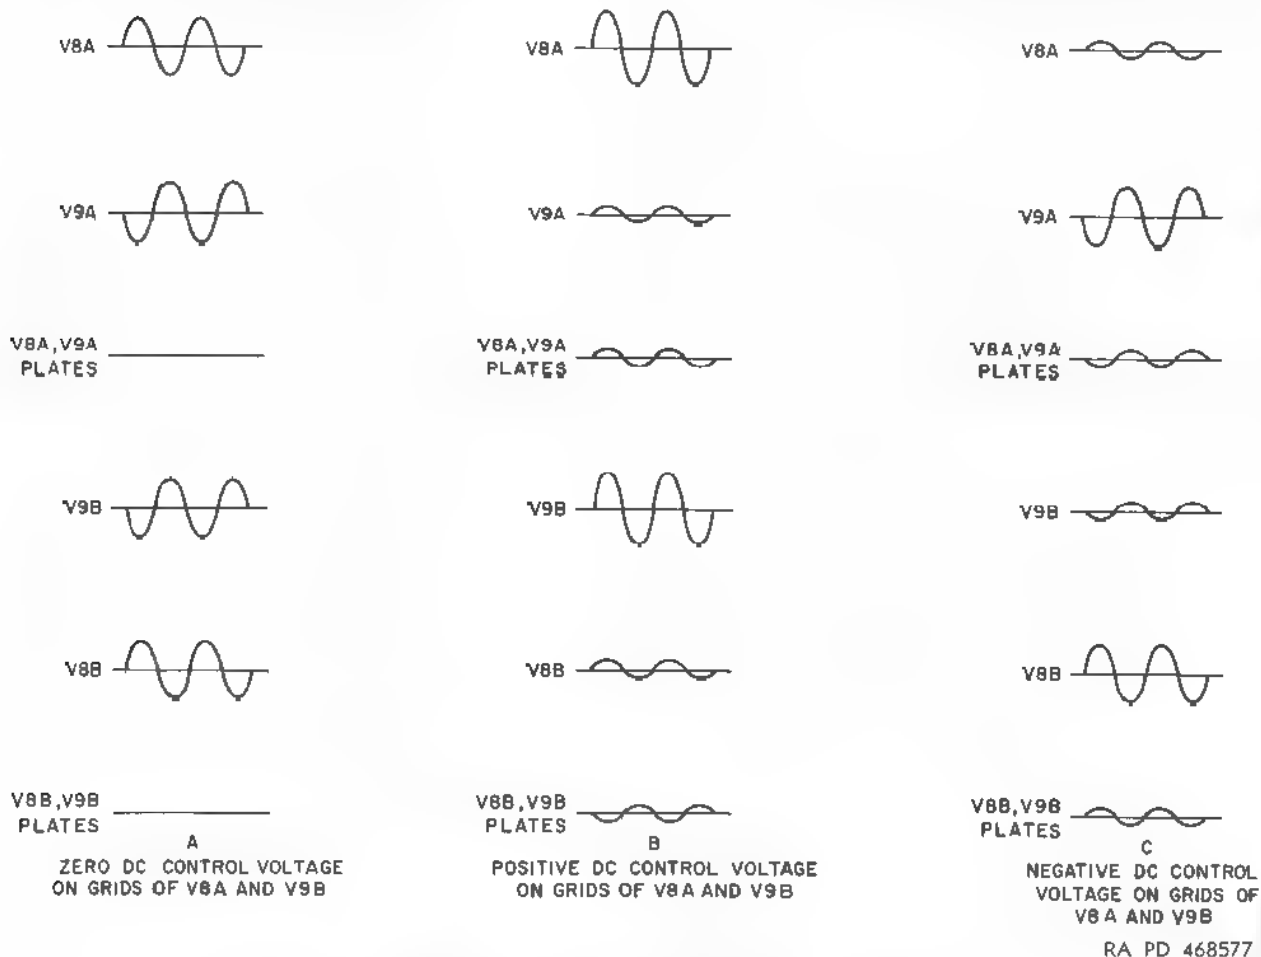 V8A
V9A
V8A,V9A
PLATES
V9B
V8B
V8B,V9B
PLATES
A
ZERO DC CONTROL VOLTAGE
ON GRIDS OF V8A AND V9B
V8A
V9A
V8A,V9A
PLATES
V9B
V8B
V8B,V9B
PLATES
B
POSITIVE DC CONTROL VOLTAGE
ON GRIDS OF V8A AND V9B
V8A
V9A
V8A,V9A
PLATES
V9B
V8B
V8B,V9B
PLATES
C
NEGATIVE DC CONTROL
VOLTAGE ON GRIDS OF
V8A AND V9B
RA PD 468577